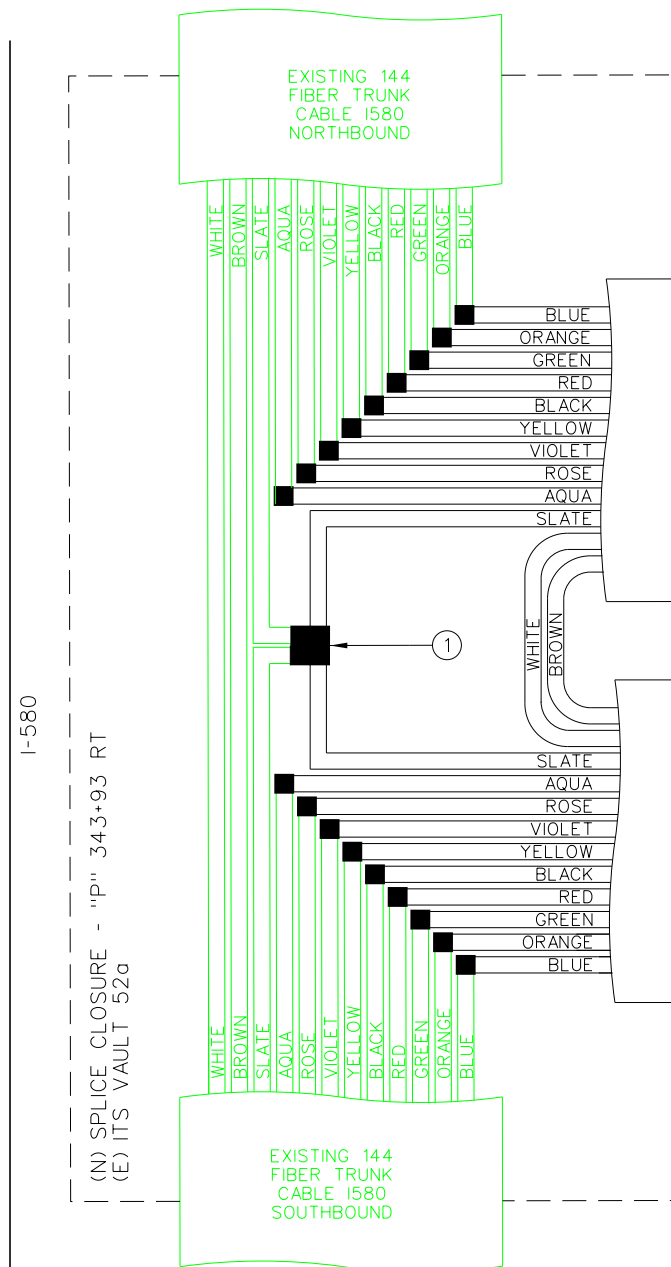 EXISTING 144
FIBER TRUNK
CABLE I580
NORTHBOUND
WHITE
BROWN
SLATE
AQUA
ROSE
VIOLET
YELLOW
BLACK
RED
GREEN
ORANGE
BLUE
BLUE
ORANGE
GREEN
RED
BLACK
YELLOW
VIOLET
ROSE
AQUA
SLATE
WHITE
BROWN
1
I-580
(N) SPLICE CLOSURE - "P" 343+93 RT
(E) ITS VAULT 52a
SLATE
AQUA
ROSE
VIOLET
YELLOW
BLACK
RED
GREEN
ORANGE
BLUE
WHITE
BROWN
SLATE
AQUA
ROSE
VIOLET
YELLOW
BLACK
RED
GREEN
ORANGE
BLUE
EXISTING 144
FIBER TRUNK
CABLE I580
SOUTHBOUND